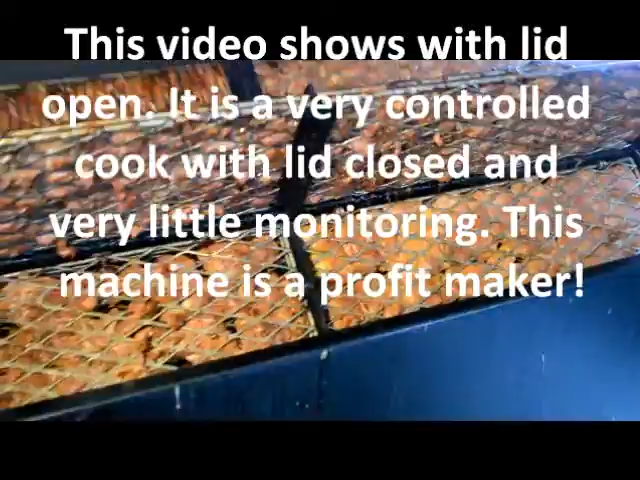 This video shows with lid
open. It is a very controlled
cook with lid closed and
very little monitoring. This
machine is a profit maker!